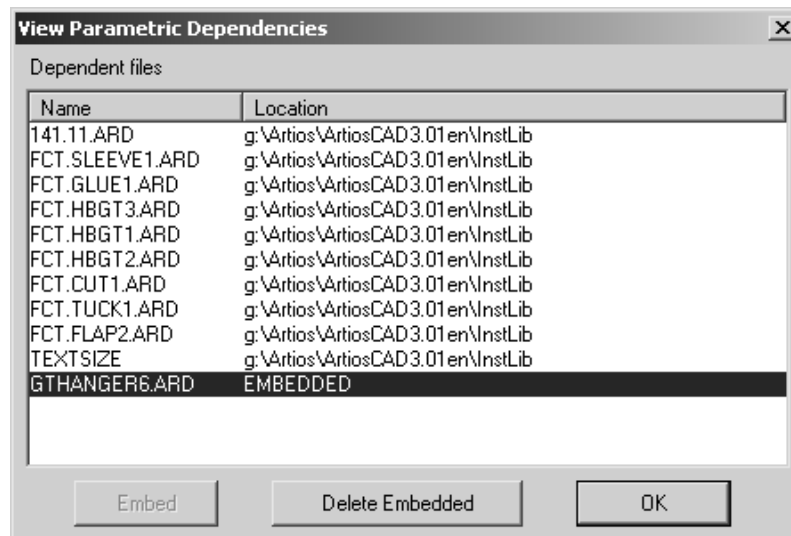 View Parametric Dependencies
Dependent files
Name Location
141.11.ARD g:\Artios\ArtiosCAD3.01en\InstLib
FCT.SLEEVE1.ARD g:\Artios\ArtiosCAD3.01en\InstLib
FCT.GLUE1.ARD g:\Artios\ArtiosCAD3.01en\InstLib
FCT.HBGT3.ARD g:\Artios\ArtiosCAD3.01en\InstLib
FCT.HBGT1.ARD g:\Artios\ArtiosCAD3.01en\InstLib
FCT.HBGT2.ARD g:\Artios\ArtiosCAD3.01en\InstLib
FCT.CUT1.ARD g:\Artios\ArtiosCAD3.01en\InstLib
FCT.TUCK1.ARD g:\Artios\ArtiosCAD3.01en\InstLib
FCT.FLAP2.ARD g:\Artios\ArtiosCAD3.01en\InstLib
TEXTSIZE g:\Artios\ArtiosCAD3.01en\InstLib
GTHANGER6.ARD EMBEDDED
Embed Delete Embedded OK